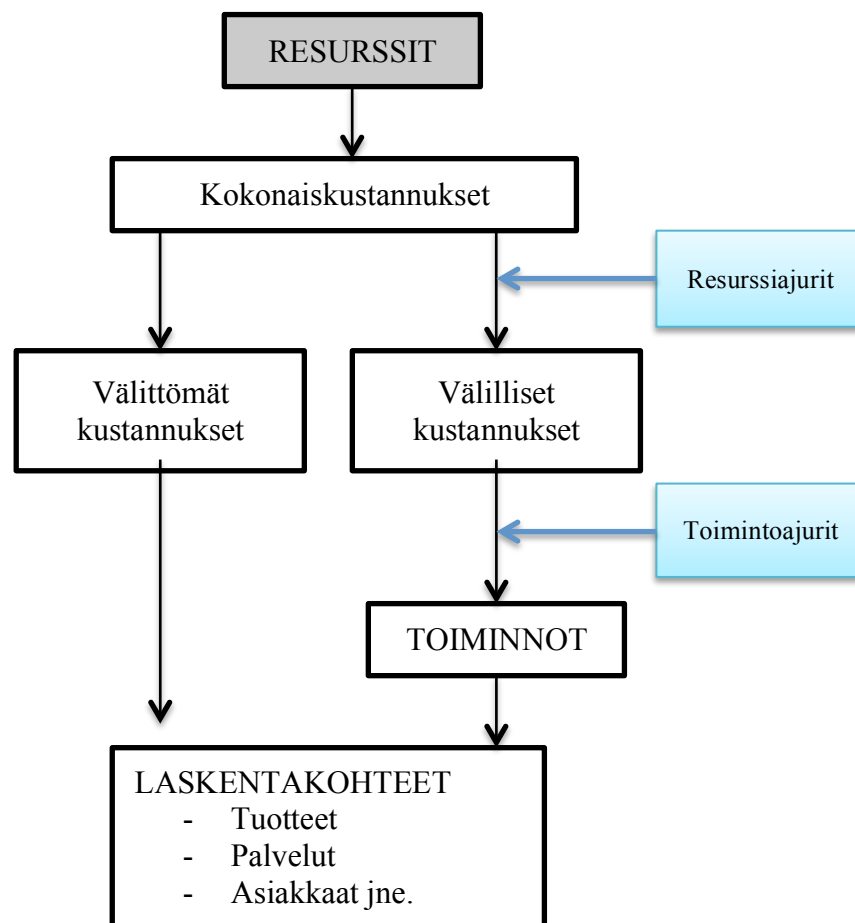 RESURSSIT
Kokonaiskustannukset
Resurssiajurit
Välittömät
kustannukset
Välilliset
kustannukset
Toimintoajurit
TOIMINNOT
LASKENTAKOHTEET
- Tuotteet
- Palvelut
- Asiakkaat jne.